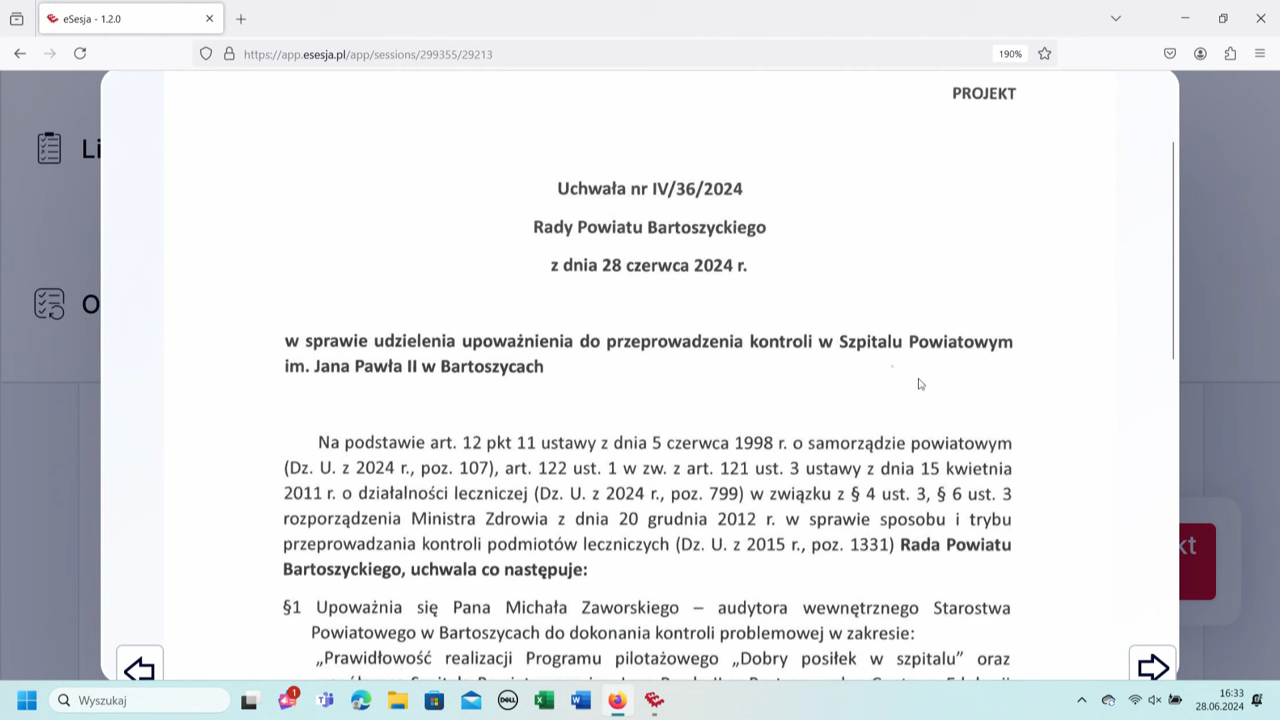 eSesja - 1.2.0
https://app.esesja.pl/app/sessions/299355/29213
190%
PROJEKT
Li
Uchwała nr IV/36/2024
Rady Powiatu Bartoszyckiego
z dnia 28 czerwca 2024 r.
O
w sprawie udzielenia upoważnienia do przeprowadzenia kontroli w Szpitalu Powiatowym
im. Jana Pawła II w Bartoszycach
Na podstawie art. 12 pkt 11 ustawy z dnia 5 czerwca 1998 r. o samorządzie powiatowym
(Dz. U. z 2024 r., poz. 107), art. 122 ust. 1 w zw. z art. 121 ust. 3 ustawy z dnia 15 kwietnia
2011 r. o działalności leczniczej (Dz. U. z 2024 r., poz. 799) w związku z § 4 ust. 3, § 6 ust. 3
rozporządzenia Ministra Zdrowia z dnia 20 grudnia 2012 r. w sprawie sposobu i trybu
przeprowadzania kontroli podmiotów leczniczych (Dz. U. z 2015 r., poz. 1331) Rada Powiatu
Bartoszyckiego, uchwala co następuje:
kt
§1 Upoważnia się Pana Michała Zaworskiego – audytora wewnętrznego Starostwa
Powiatowego w Bartoszycach do dokonania kontroli problemowej w zakresie:
„Prawidłowość realizacji Programu pilotażowego „Dobry posiłek w szpitalu” oraz
Wyszukaj
1
DELL
16:33
28.06.2024